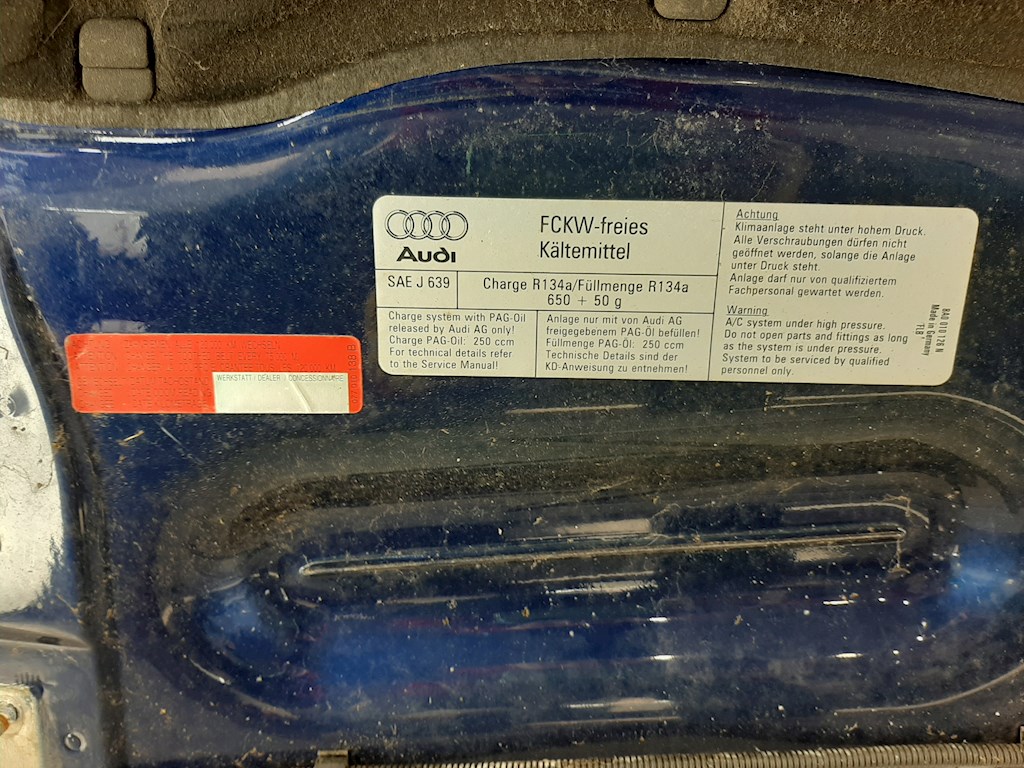 Audi
FCKW-freies
Kältemittel
SAE J 639
Charge R134a/Füllmenge R134a
650 + 50 g
Charge system with PAG-Oil
released by Audi AG only!
Charge PAG-Oil: 250 ccm
For technical details refer
to the Service Manual!
Anlage nur mit von Audi AG
freigegebenem PAG-Öl befüllen!
Füllmenge PAG-Öl: 250 ccm
Technische Details sind der
KD-Anweisung zu entnehmen!
Achtung
Klimaanlage steht unter hohem Druck.
Alle Verschraubungen dürfen nicht
geöffnet werden, solange die Anlage
unter Druck steht.
Anlage darf nur von qualifiziertem
Fachpersonal gewartet werden.
Warning
A/C system under high pressure.
Do not open parts and fittings as long
as the system is under pressure.
System to be serviced by qualified
personnel only.
8A0 010 126 N
Made in Germany
WERKSTATT / DEALER / CONCESSIONNAIRE